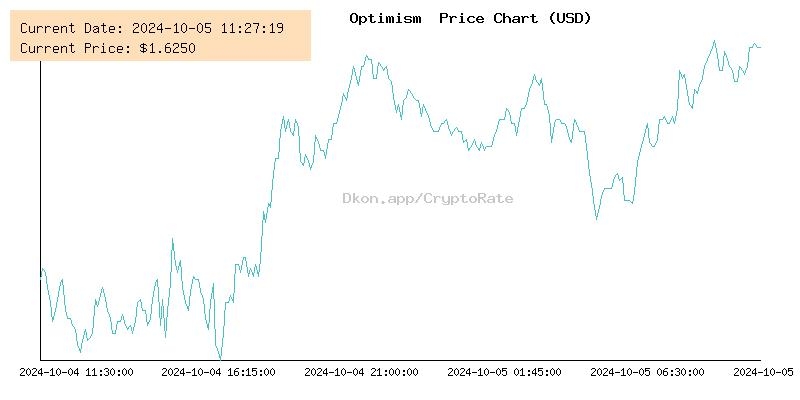 Optimism Price Chart (USD)
Current Date: 2024-10-05 11:27:19
Current Price: $1.6250
Dkon.app/CryptoRate
2024-10-04 11:30:00 2024-10-04 16:15:00 2024-10-04 21:00:00 2024-10-05 01:45:00 2024-10-05 06:30:00 2024-10-05